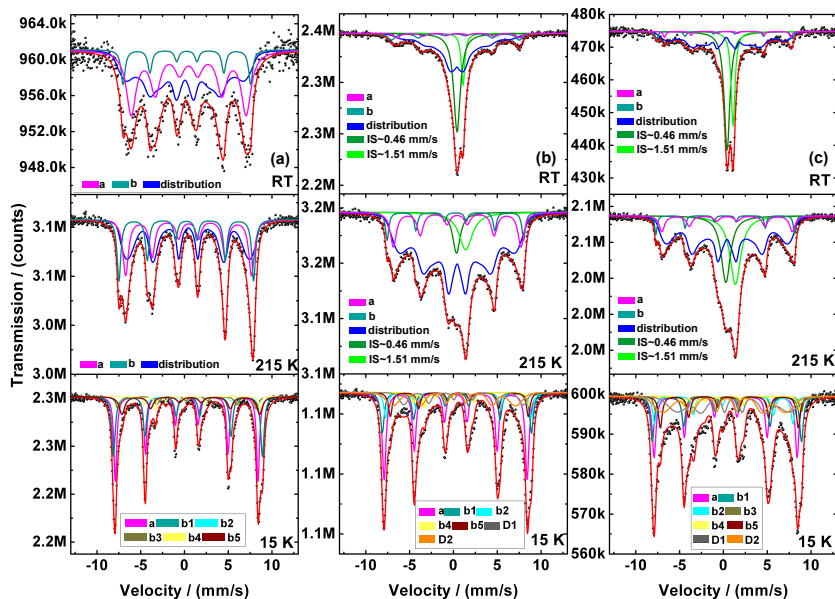 Transmission / (counts)
964.0k
960.0k
956.0k
952.0k
948.0k
(a)
RT
a b distribution
3.1M
3.1M
3.0M
3.0M
215 K
a b distribution
2.3M
2.3M
2.2M
2.2M
a b1 b2
b3 b4 b5
15 K
-10 -5 0 5 10
Velocity / (mm/s)
2.4M
2.3M
2.3M
2.2M
a
b
distribution
IS~0.46 mm/s
IS~1.51 mm/s
(b)
RT
3.2M
3.2M
3.1M
3.1M
a
b
distribution
IS~0.46 mm/s
IS~1.51 mm/s
215 K
1.1M
1.1M
1.1M
a b1 b2
b4 b5 D1
D2
15 K
-10 -5 0 5 10
Velocity / (mm/s)
480k
470k
460k
450k
440k
430k
a
b
distribution
IS~0.46 mm/s
IS~1.51 mm/s
(c)
RT
2.1M
2.1M
2.0M
2.0M
2.0M
a
b
distribution
IS~0.46 mm/s
IS~1.51 mm/s
215 K
600k
590k
580k
570k
560k
a b1
b2 b3
b4 b5
D1 D2
15 K
-10 -5 0 5 10
Velocity / (mm/s)